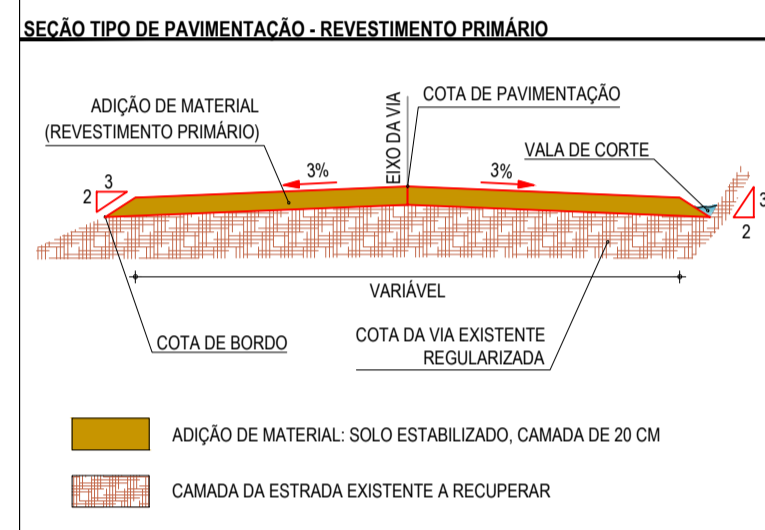 SEÇÃO TIPO DE PAVIMENTAÇÃO - REVESTIMENTO PRIMÁRIO
ADIÇÃO DE MATERIAL
(REVESTIMENTO PRIMÁRIO)
EIXO DA VIA
COTA DE PAVIMENTAÇÃO
VALA DE CORTE
3%
3%
3
2
3
2
VARIÁVEL
COTA DE BORDO
COTA DA VIA EXISTENTE
REGULARIZADA
ADIÇÃO DE MATERIAL: SOLO ESTABILIZADO, CAMADA DE 20 CM
CAMADA DA ESTRADA EXISTENTE A RECUPERAR